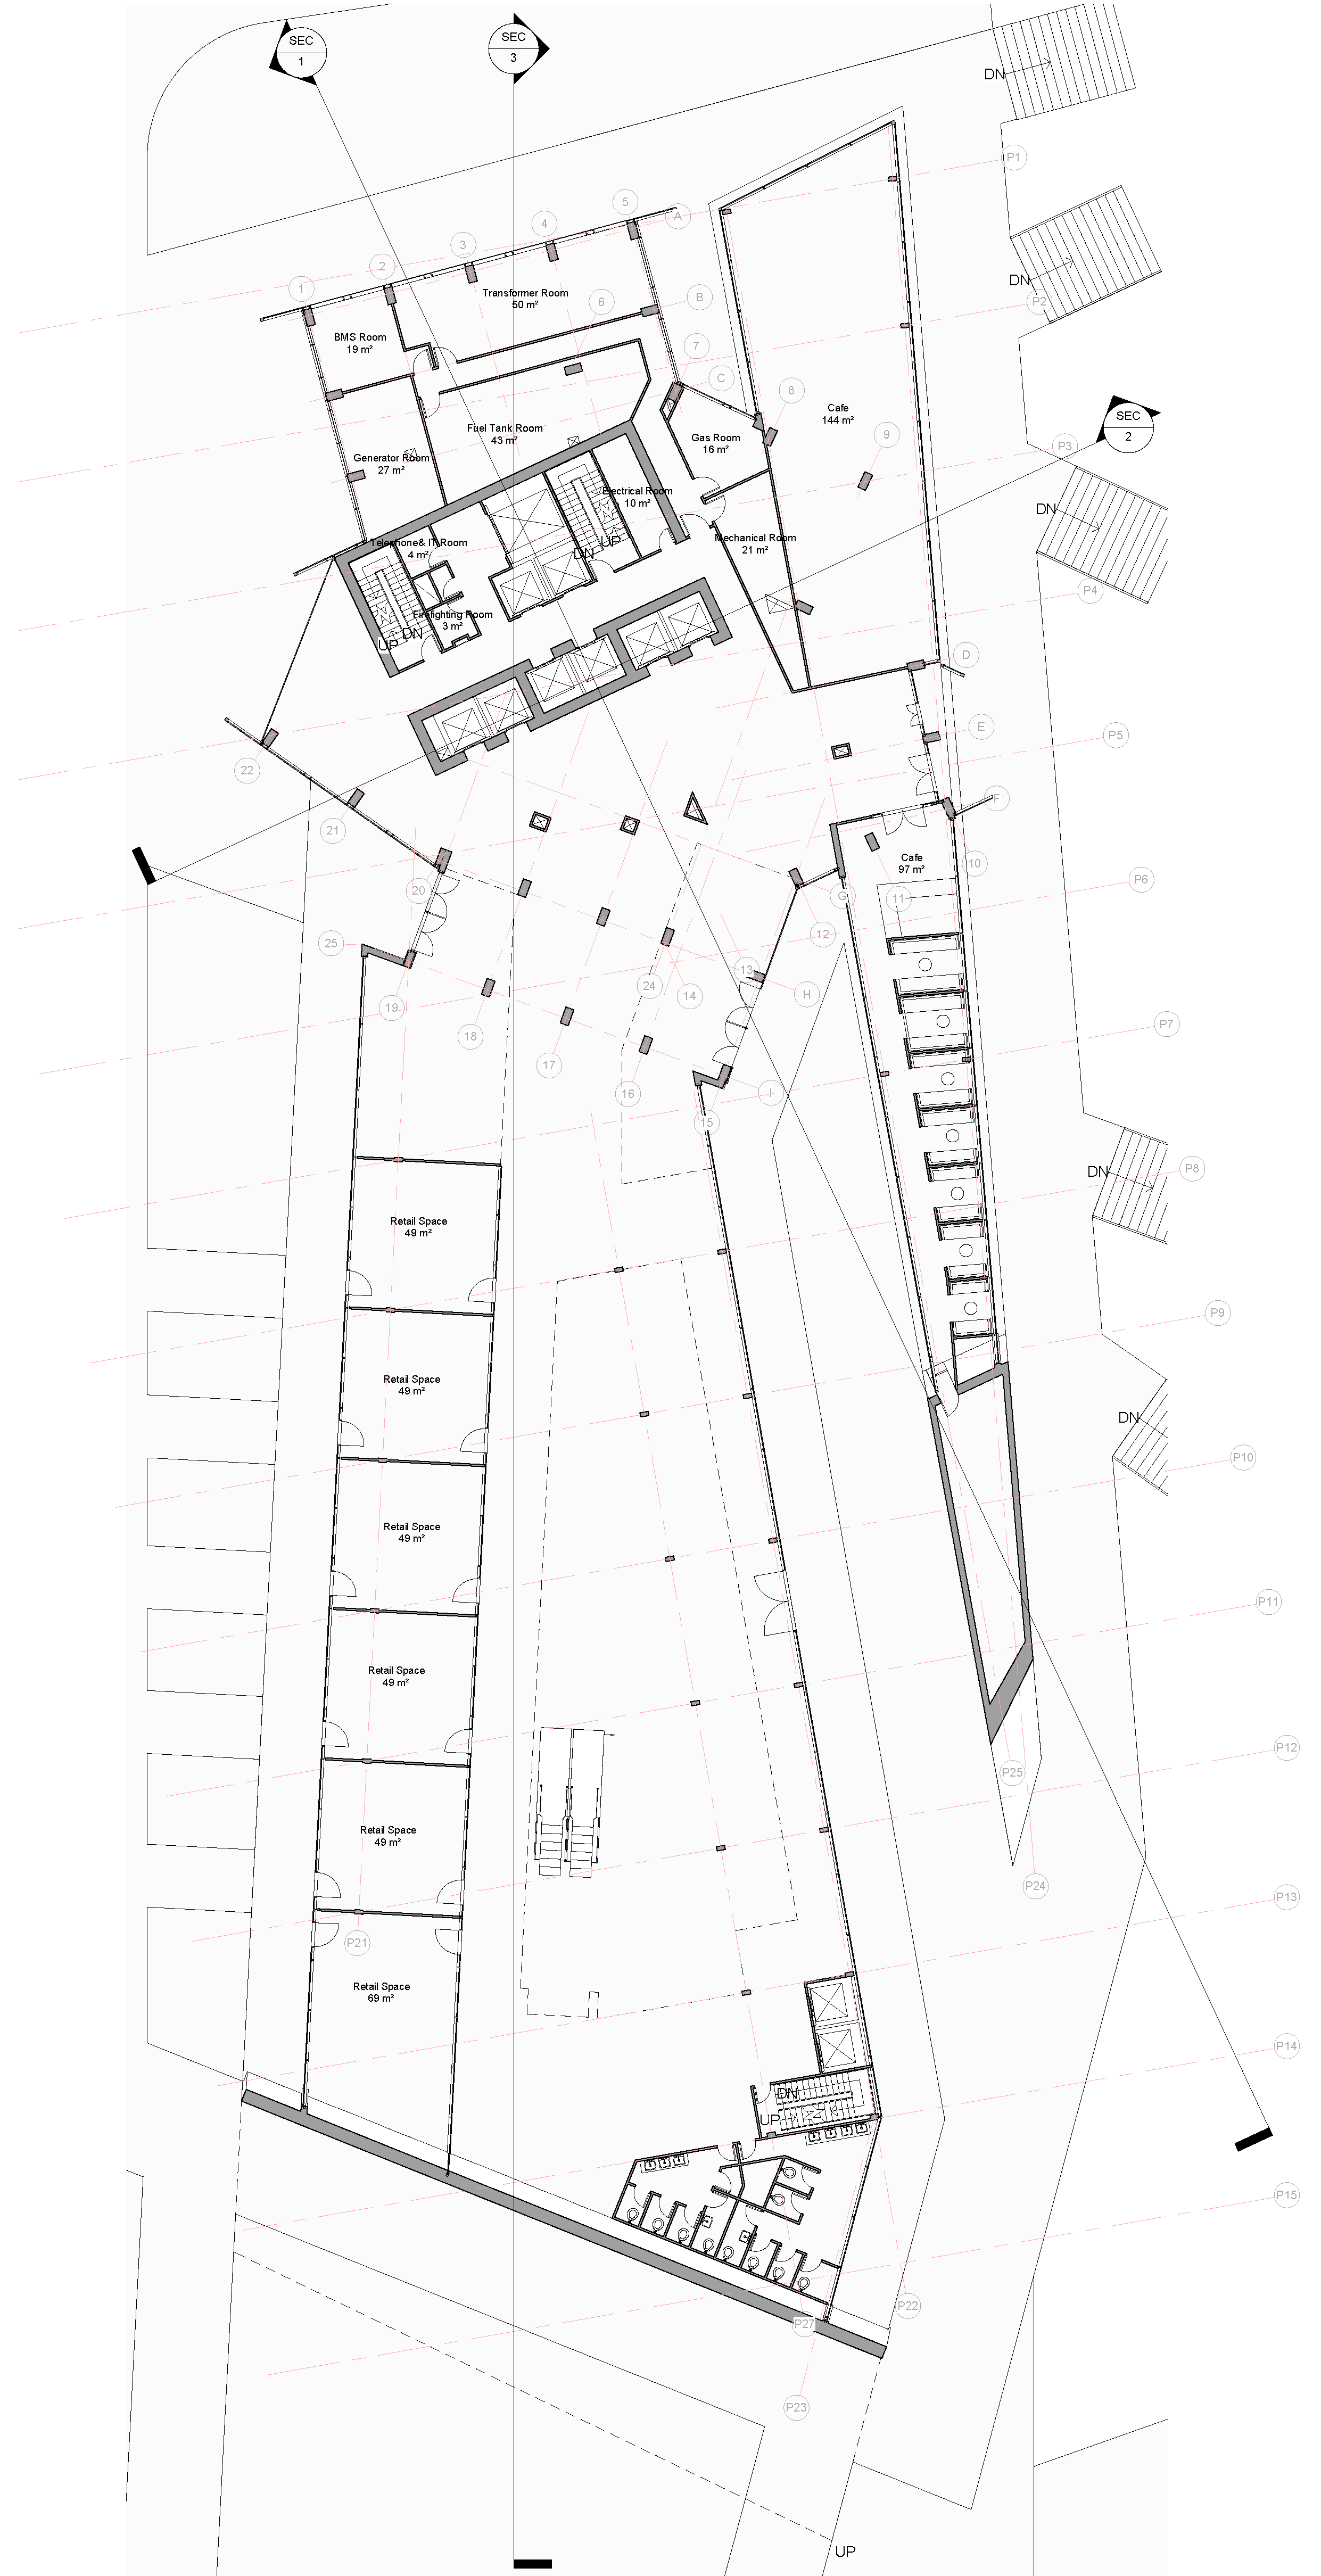 SEC
1
SEC
3
DN
P1
5
A
4
3
2
1
DN
Transformer Room
50 m²
6
B
P2
BMS Room
19 m²
7
C
8
Cafe
144 m²
SEC
2
9
Fuel Tank Room
43 m²
Gas Room
16 m²
P3
Generator Room
27 m²
Electrical Room
10 m²
DN
Telephone& IT Room
4 m²
UP
DN
Mechanical Room
21 m²
P4
Firefighting Room
3 m²
DN
UP
D
E
P5
22
F
21
Cafe
97 m²
10
P6
20
G
11
25
12
13
24
14
H
19
18
P7
17
16
I
15
DN
P8
Retail Space
49 m²
P9
Retail Space
49 m²
DN
P10
Retail Space
49 m²
P11
Retail Space
49 m²
P12
P25
Retail Space
49 m²
P24
P13
P21
Retail Space
69 m²
P14
DN
UP
P15
P22
P27
P23
UP